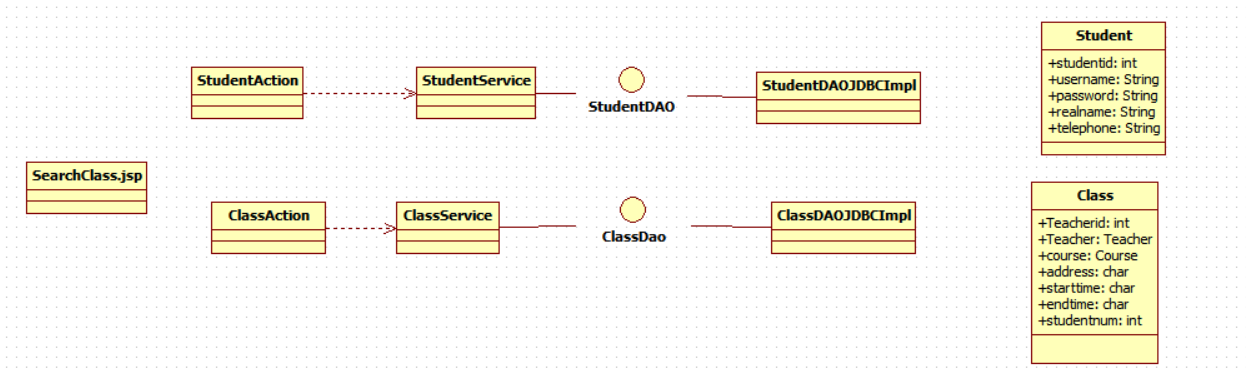 Student
+studentid: int
+username: String
+password: String
+realname: String
+telephone: String
StudentAction
StudentService
StudentDAO
StudentDAOJDBCImpl
SearchClass.jsp
ClassAction
ClassService
ClassDao
ClassDAOJDBCImpl
Class
+Teacherid: int
+Teacher: Teacher
+course: Course
+address: char
+starttime: char
+endtime: char
+studentnum: int